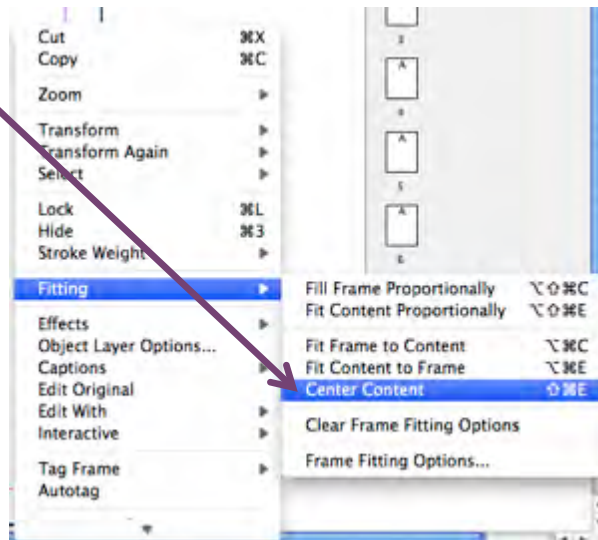 Cut ⌘X
Copy ⌘C
Zoom
Transform
Transform Again
Select
Lock ⌘L
Hide ⌘3
Stroke Weight
Fitting
Effects
Object Layer Options...
Captions
Edit Original
Edit With
Interactive
Tag Frame
Autotag
Fill Frame Proportionally ⌥⇧⌘C
Fit Content Proportionally ⌥⇧⌘E
Fit Frame to Content ⌥⌘C
Fit Content to Frame ⌥⌘E
Center Content ⇧⌘E
Clear Frame Fitting Options
Frame Fitting Options...
A
A
5
A